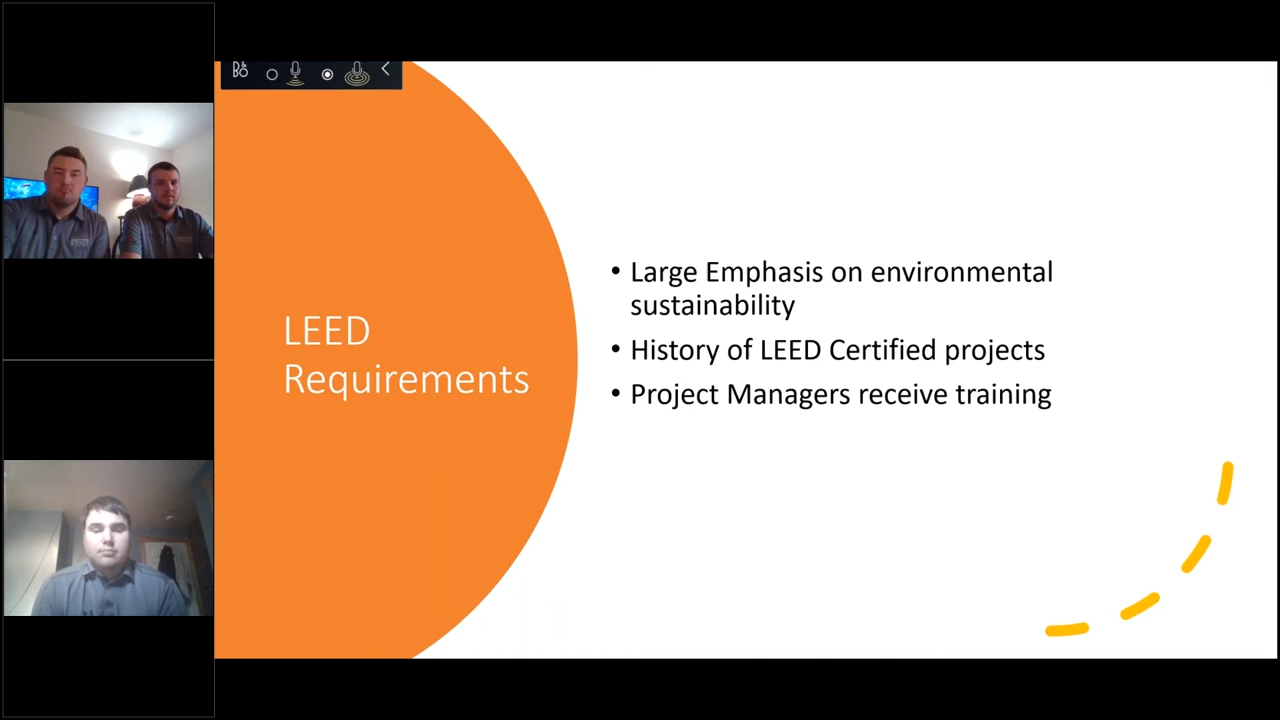 LEED
Requirements
• Large Emphasis on environmental
sustainability
• History of LEED Certified projects
• Project Managers receive training